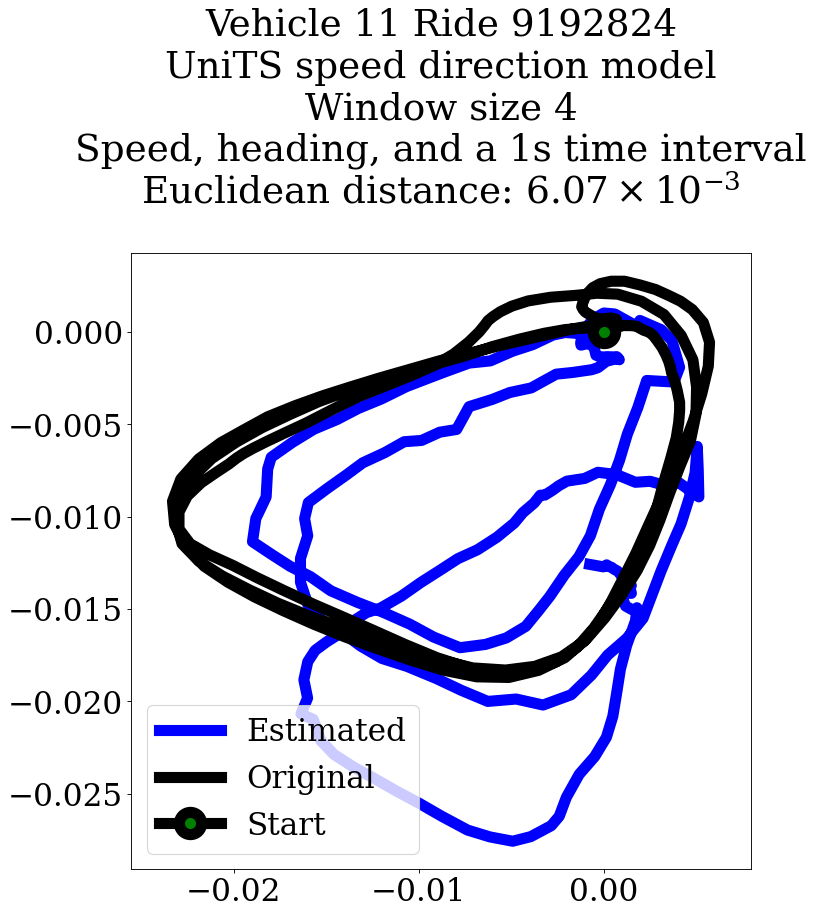 Vehicle 11 Ride 9192824
UniTS speed direction model
Window size 4
Speed, heading, and a 1s time interval
Euclidean distance: 6.07 × 10⁻³
0.000
−0.005
−0.010
−0.015
−0.020
−0.025
Estimated
Original
Start
−0.02
−0.01
0.00